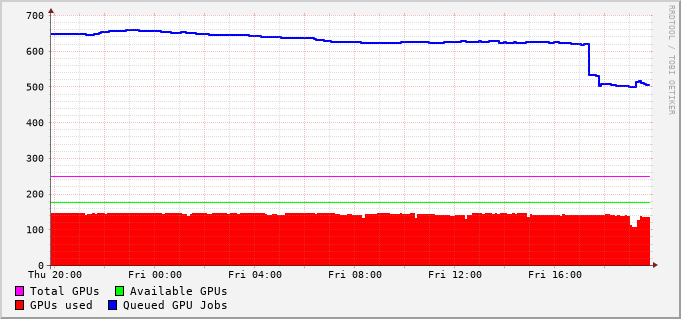 RRDTOOL / TOBI OETIKER
700
600
500
400
300
200
100
0
Thu 20:00 Fri 00:00 Fri 04:00 Fri 08:00 Fri 12:00 Fri 16:00
Total GPUs Available GPUs
GPUs used Queued GPU Jobs